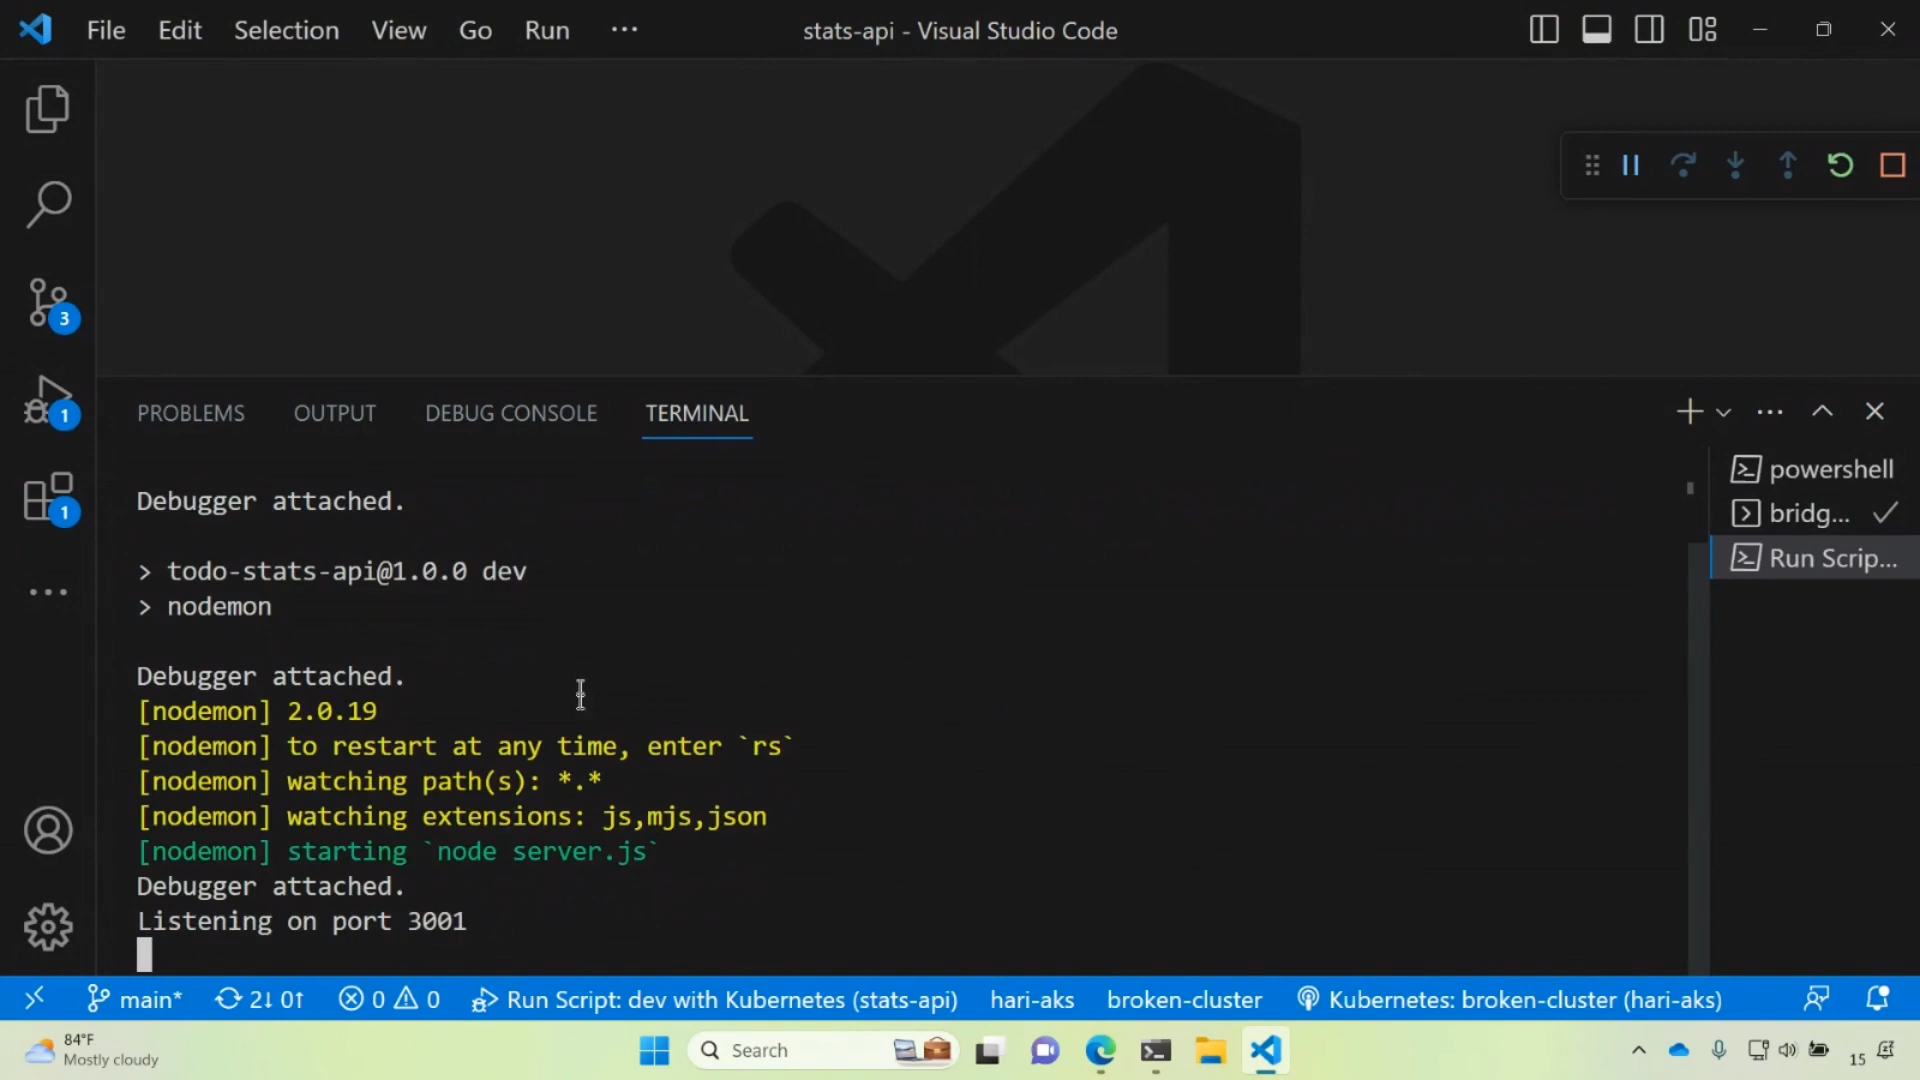 File Edit Selection View Go Run ···
stats-api - Visual Studio Code
3
1
1
PROBLEMS OUTPUT DEBUG CONSOLE TERMINAL
powershell
bridg...
Run Scrip...
Debugger attached.
> todo-stats-api@1.0.0 dev
> nodemon
Debugger attached.
[nodemon] 2.0.19
[nodemon] to restart at any time, enter `rs`
[nodemon] watching path(s): *.*
[nodemon] watching extensions: js,mjs,json
[nodemon] starting `node server.js`
Debugger attached.
Listening on port 3001
main* 2↓ 0↑ 0 0 Run Script: dev with Kubernetes (stats-api) hari-aks broken-cluster Kubernetes: broken-cluster (hari-aks)
84°F
Mostly cloudy
Search
15